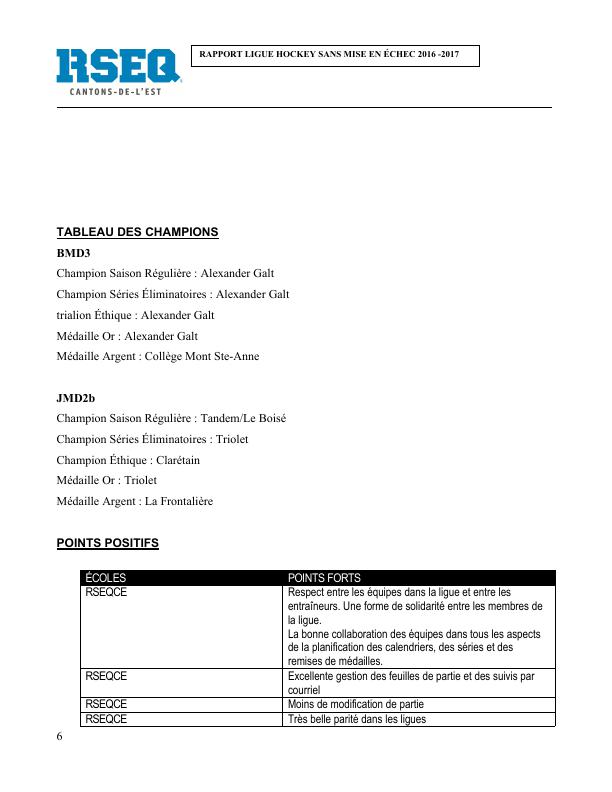 RSEQ
CANTONS-DE-L'EST
RAPPORT LIGUE HOCKEY SANS MISE EN ÉCHEC 2016 -2017
TABLEAU DES CHAMPIONS
BMD3
Champion Saison Régulière : Alexander Galt
Champion Séries Éliminatoires : Alexander Galt
trialion Éthique : Alexander Galt
Médaille Or : Alexander Galt
Médaille Argent : Collège Mont Ste-Anne
JMD2b
Champion Saison Régulière : Tandem/Le Boisé
Champion Séries Éliminatoires : Triolet
Champion Éthique : Clarétain
Médaille Or : Triolet
Médaille Argent : La Frontalière
POINTS POSITIFS
ÉCOLES POINTS FORTS
RSEQCE Respect entre les équipes dans la ligue et entre les
entraîneurs. Une forme de solidarité entre les membres de
la ligue.
La bonne collaboration des équipes dans tous les aspects
de la planification des calendriers, des séries et des
remises de médailles.
RSEQCE Excellente gestion des feuilles de partie et des suivis par
courriel
RSEQCE Moins de modification de partie
RSEQCE Très belle parité dans les ligues
6